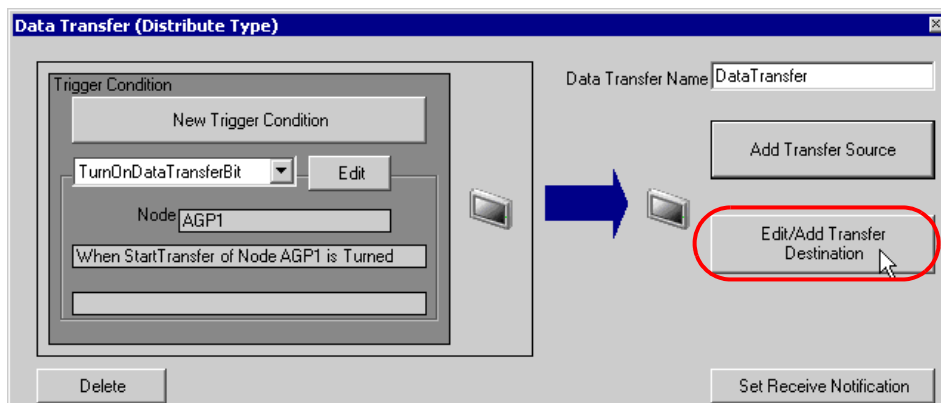 Data Transfer (Distribute Type)
Trigger Condition
New Trigger Condition
TurnOnDataTransferBit
Edit
Node AGP1
When StartTransfer of Node AGP1 is Turned
Delete
Data Transfer Name DataTransfer
Add Transfer Source
Edit/Add Transfer
Destination
Set Receive Notification